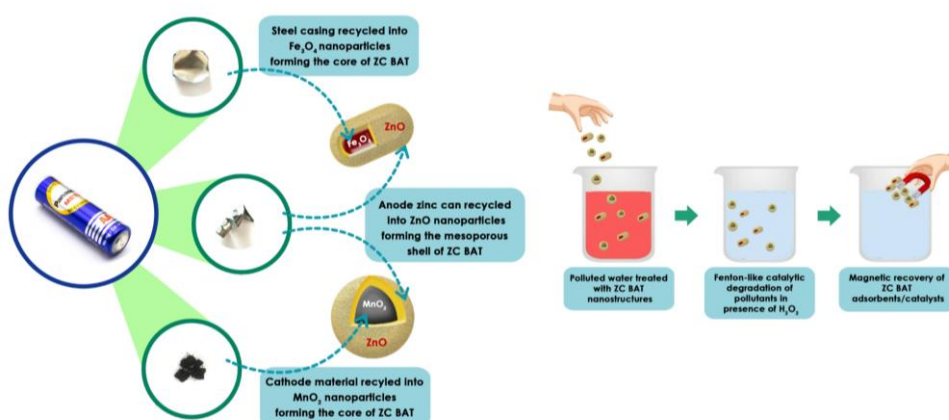 Steel casing recycled into
Fe₃O₄ nanoparticles
forming the core of ZC BAT
ZnO
Anode zinc can recycled
into ZnO nanoparticles
forming the mesoporous
shell of ZC BAT
MnO₂
ZnO
Cathode material recyled into
MnO₂ nanoparticles
forming the core of ZC BAT
Polluted water treated
with ZC BAT
nanostructures
Fenton-like catalytic
degradation of
pollutants in
presence of H₂O₂
Magnetic recovery of
ZC BAT
adsorbents/catalysts